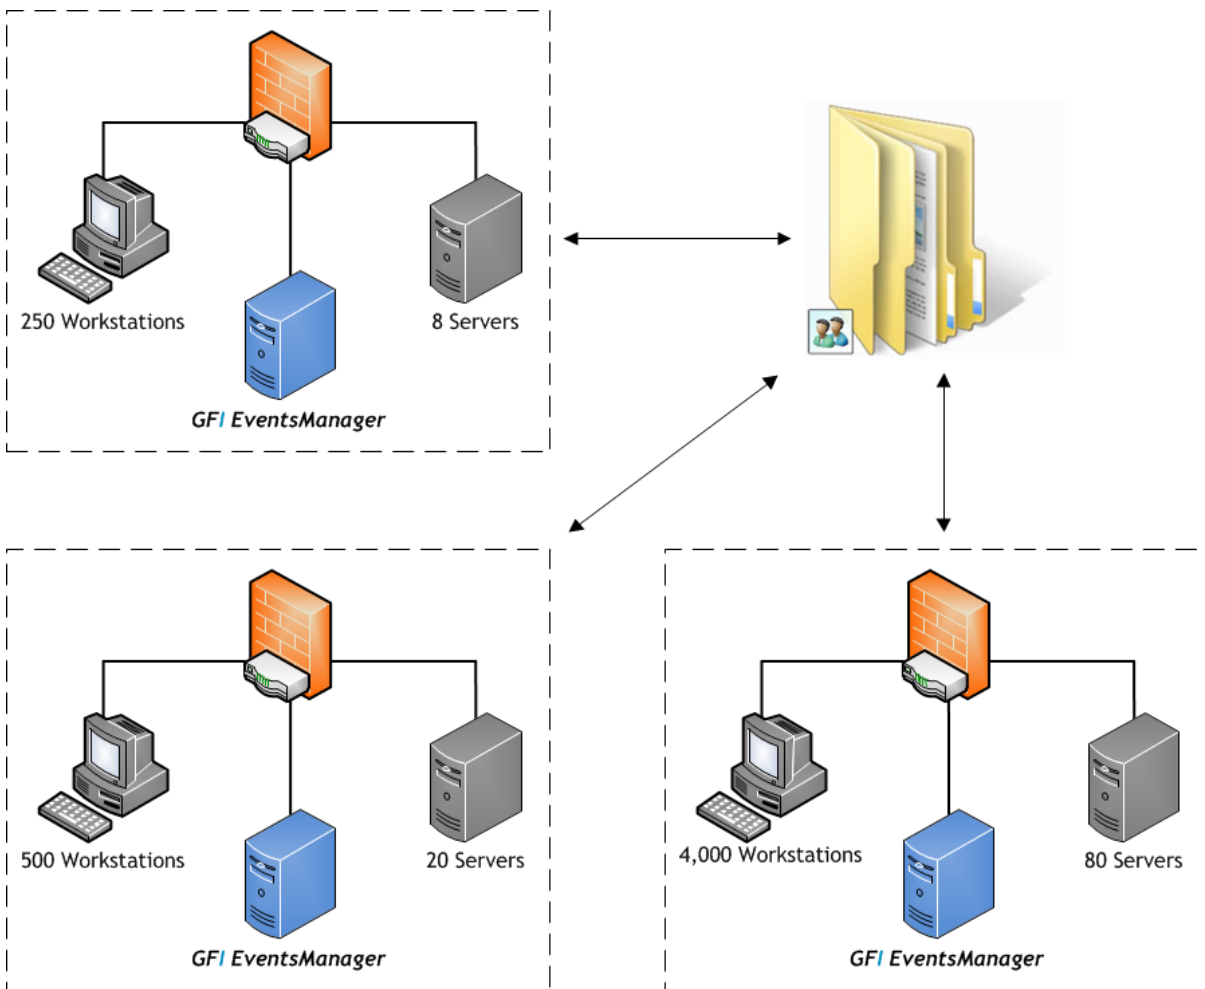 250 Workstations
8 Servers
GFI EventsManager
500 Workstations
20 Servers
GFI EventsManager
4,000 Workstations
80 Servers
GFI EventsManager